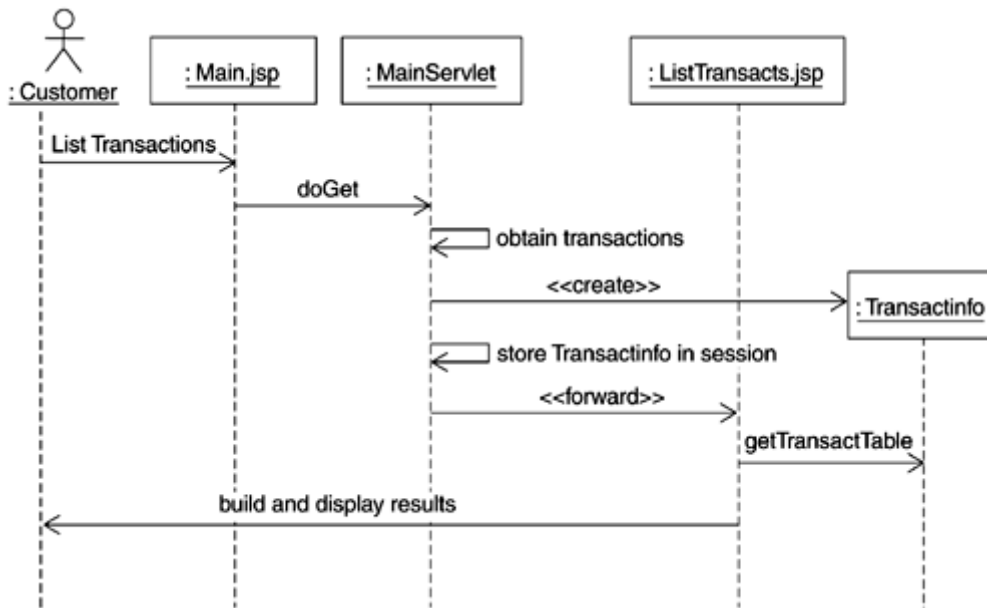 : Customer
: Main.jsp
: MainServlet
: ListTransacts.jsp
List Transactions
doGet
obtain transactions
<<create>>
: Transactinfo
store Transactinfo in session
<<forward>>
getTransactTable
build and display results